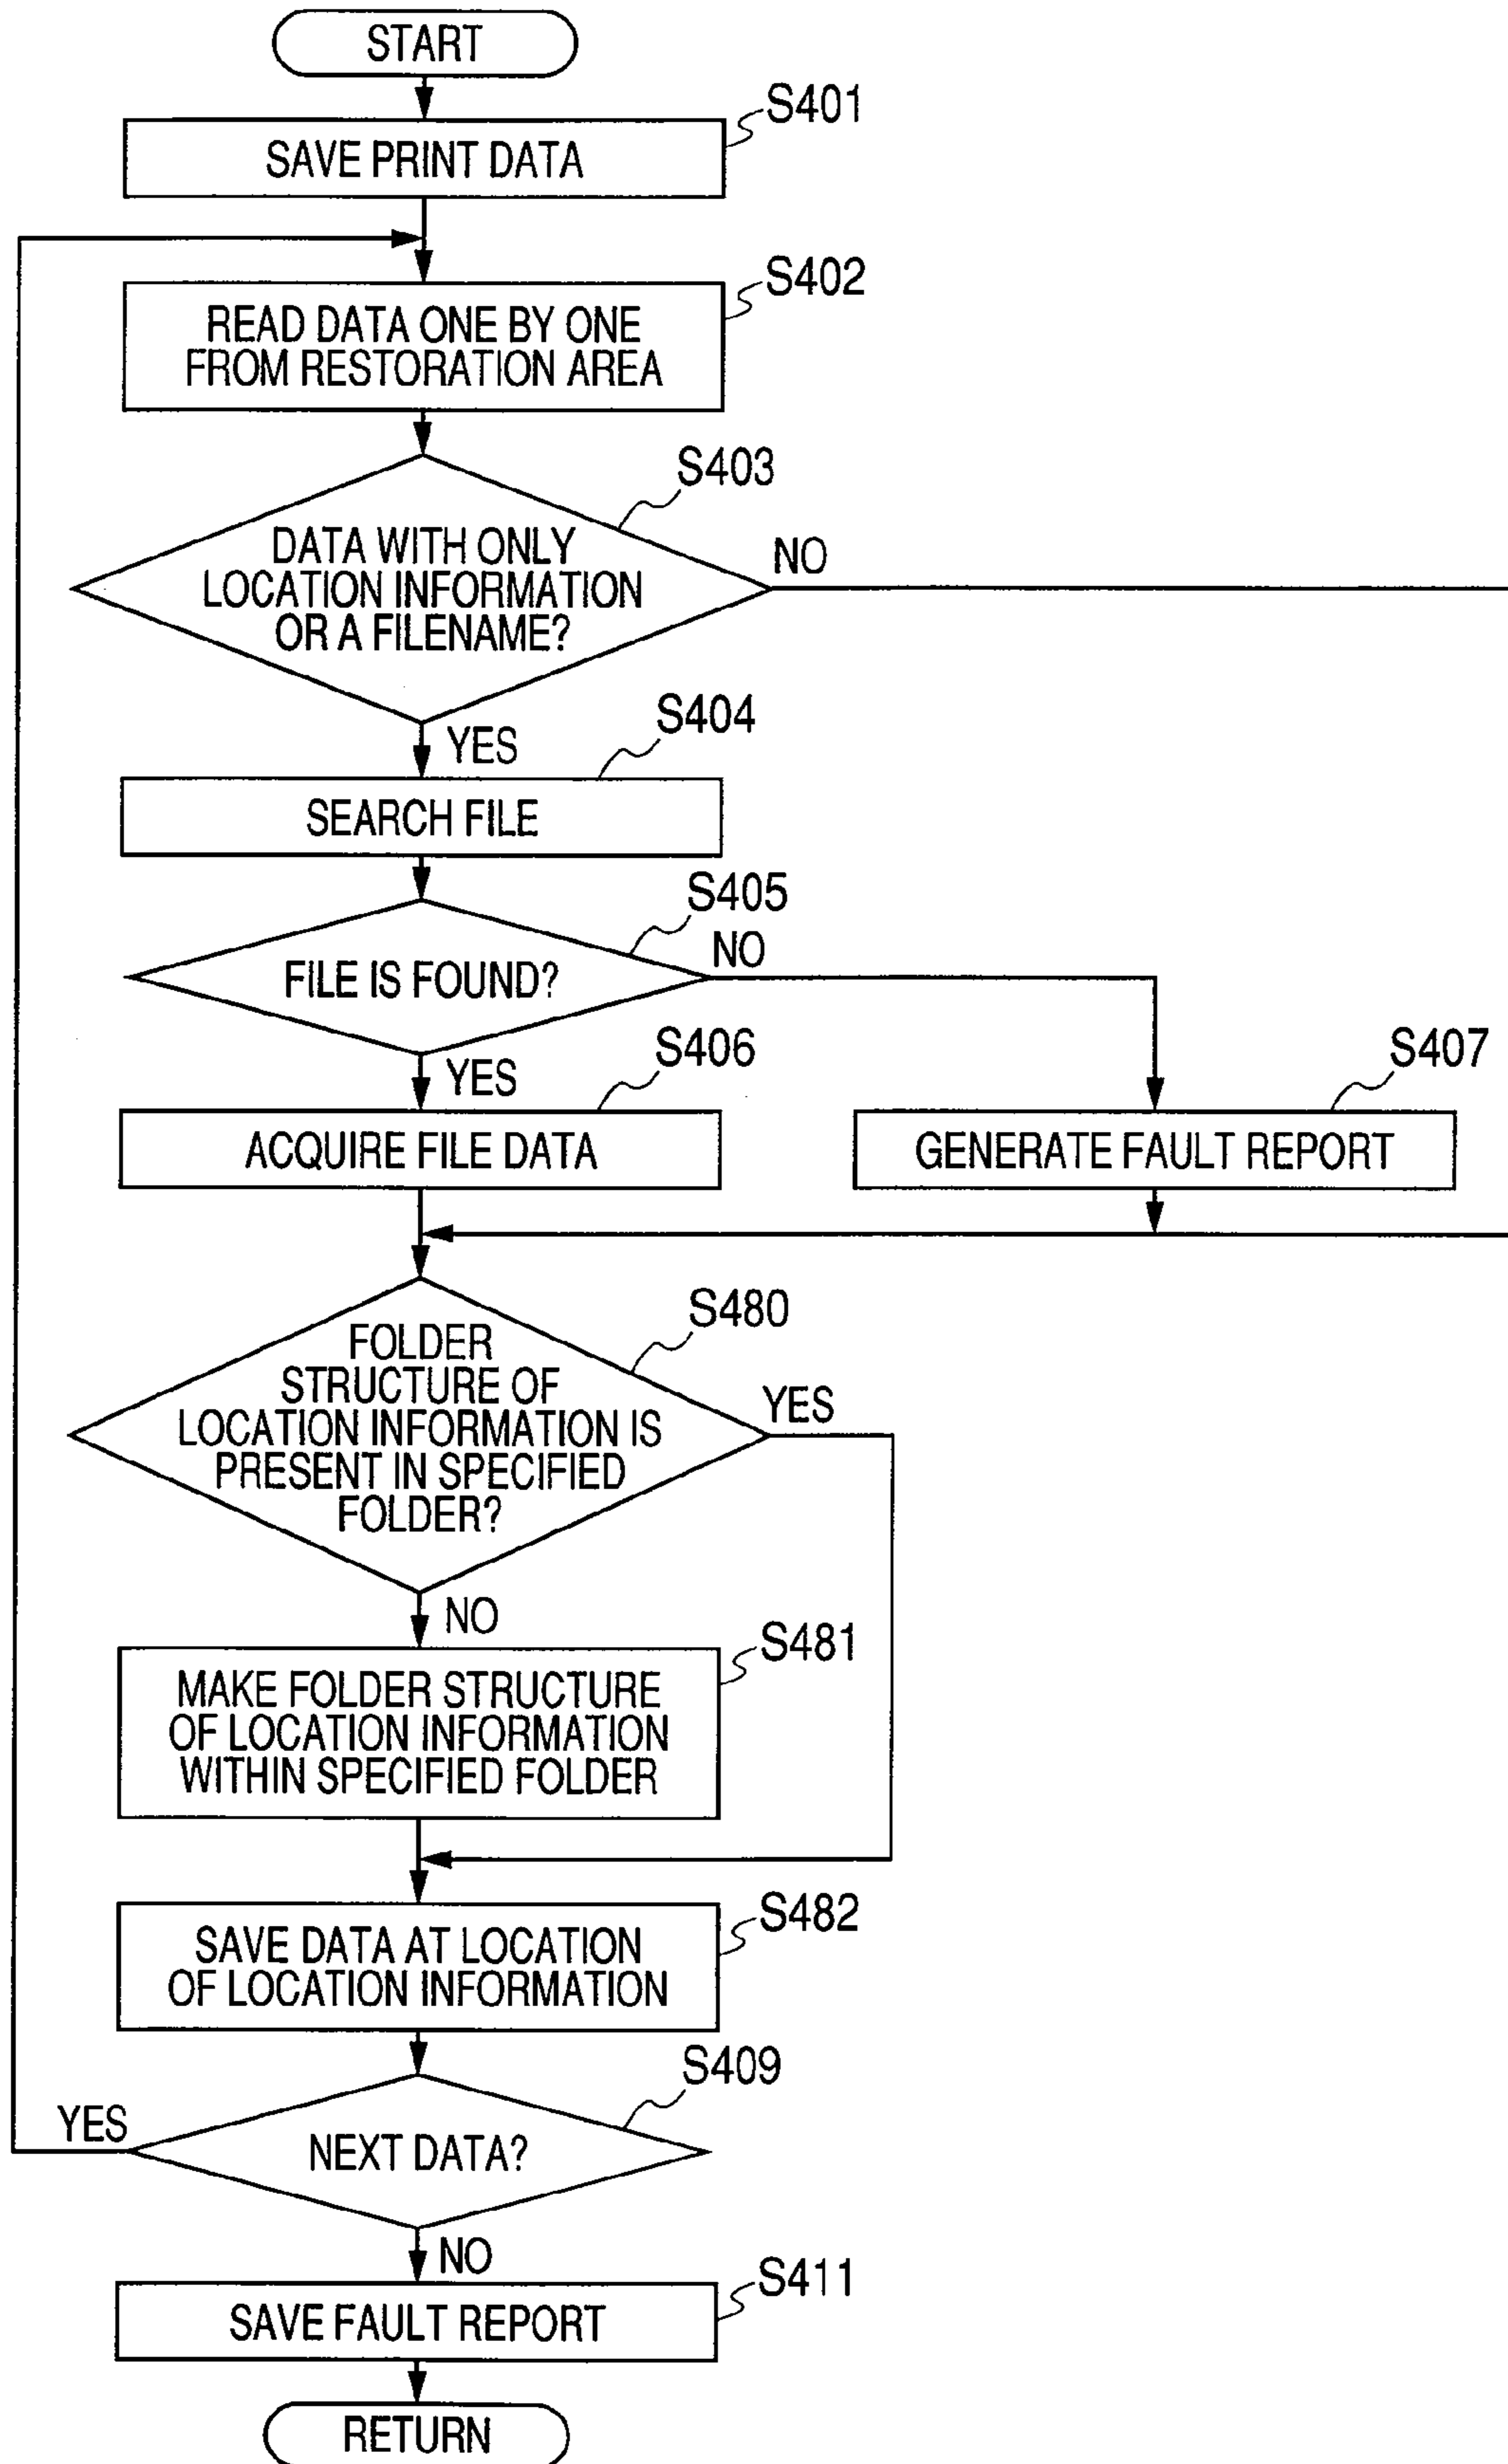 START
S401
SAVE PRINT DATA
S402
READ DATA ONE BY ONE
FROM RESTORATION AREA
S403
DATA WITH ONLY
LOCATION INFORMATION
OR A FILENAME?
NO
YES
S404
SEARCH FILE
S405
FILE IS FOUND?
NO
YES
S406
ACQUIRE FILE DATA
S407
GENERATE FAULT REPORT
S480
FOLDER
STRUCTURE OF
LOCATION INFORMATION IS
PRESENT IN SPECIFIED
FOLDER?
YES
NO
S481
MAKE FOLDER STRUCTURE
OF LOCATION INFORMATION
WITHIN SPECIFIED FOLDER
S482
SAVE DATA AT LOCATION
OF LOCATION INFORMATION
S409
NEXT DATA?
YES
NO
S411
SAVE FAULT REPORT
RETURN